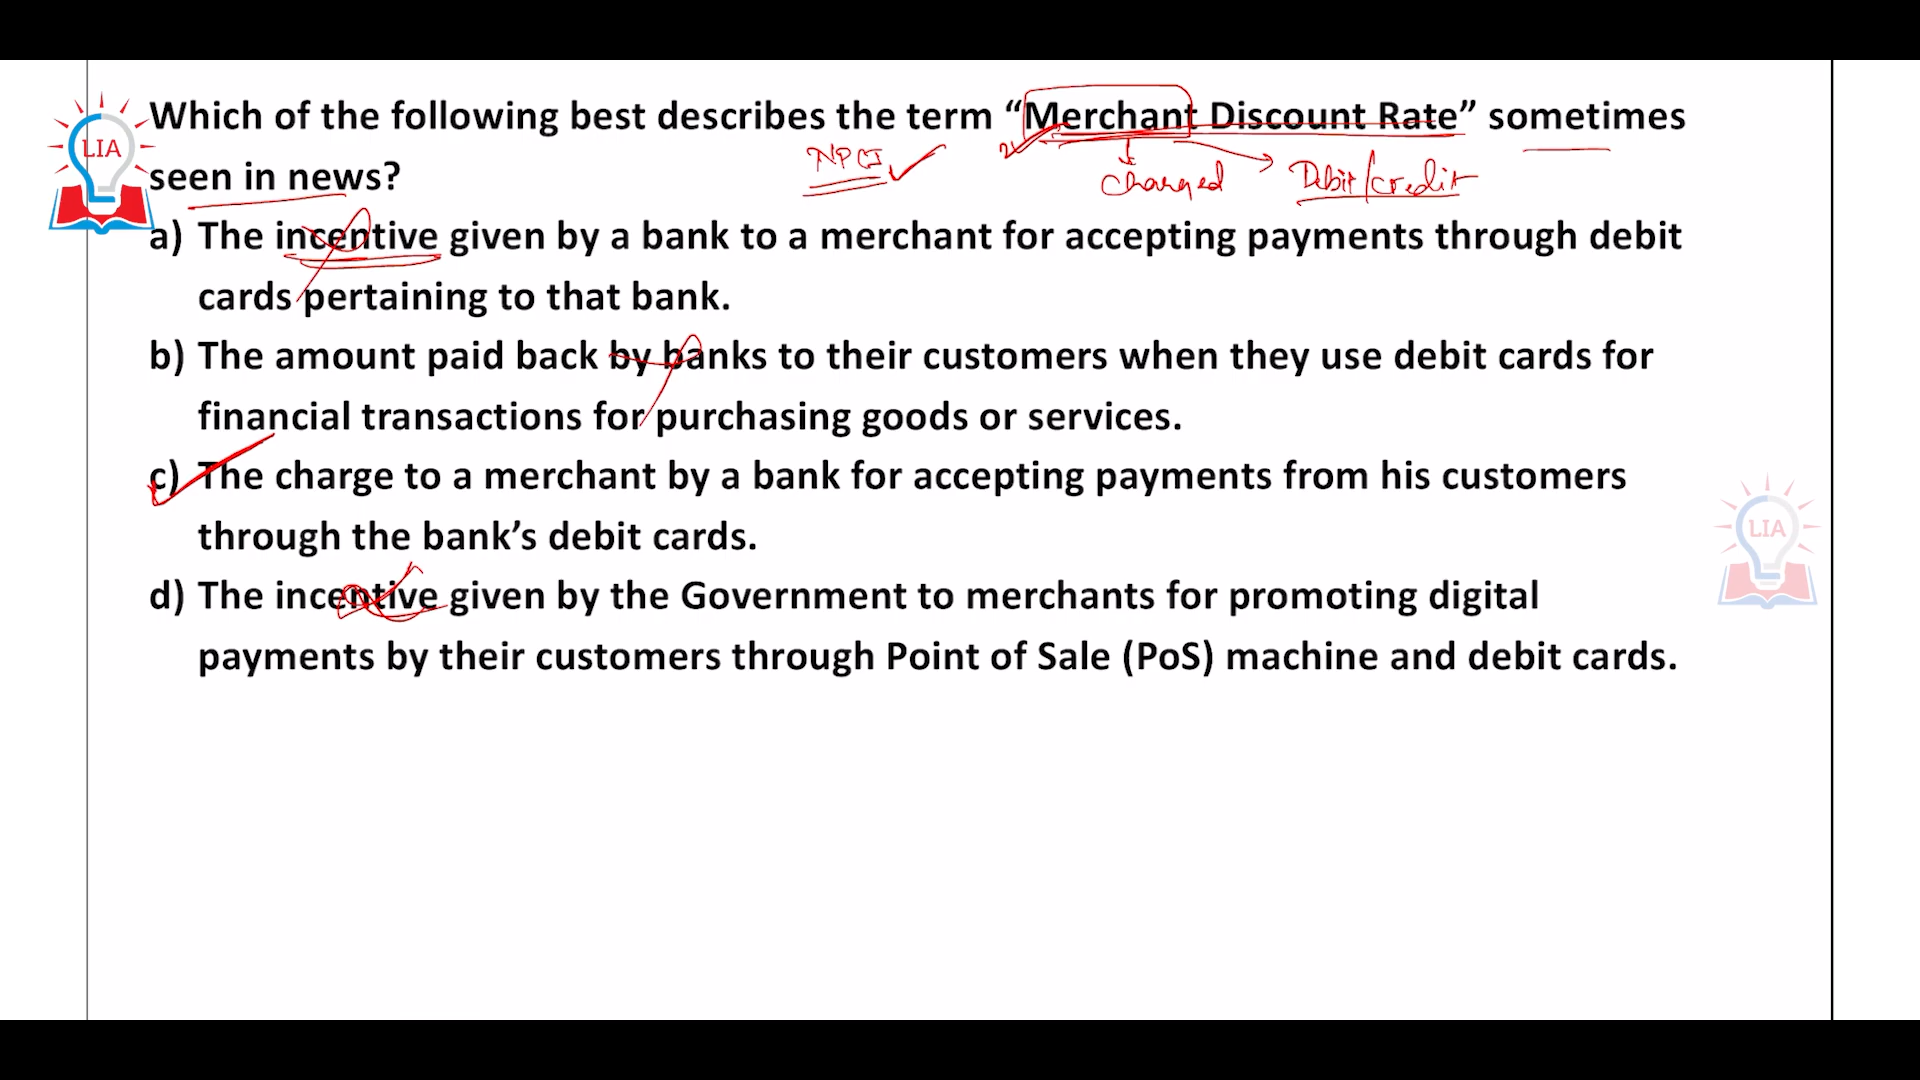 LIA
Which of the following best describes the term “Merchant Discount Rate” sometimes
NPCI
charged
Debit/credit
seen in news?
a) The incentive given by a bank to a merchant for accepting payments through debit
cards pertaining to that bank.
b) The amount paid back by banks to their customers when they use debit cards for
financial transactions for purchasing goods or services.
c) The charge to a merchant by a bank for accepting payments from his customers
through the bank’s debit cards.
LIA
d) The incentive given by the Government to merchants for promoting digital
payments by their customers through Point of Sale (PoS) machine and debit cards.